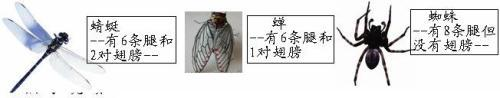 蜻蜓
--有6条腿和
2对翅膀--
蝉
--有6条腿和
1对翅膀--
蜘蛛
--有8条腿但
没有翅膀--